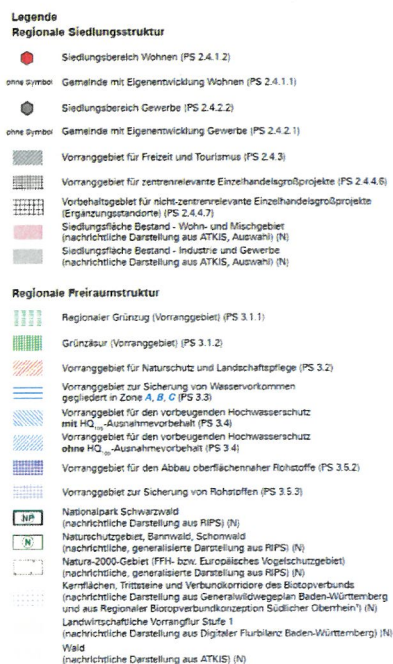 Legende
Regionale Siedlungsstruktur
Siedlungsbereich Wohnen (PS 2.4.1.2)
ohne Symbol Gemeinde mit Eigenentwicklung Wohnen (PS 2.4.1.1)
Siedlungsbereich Gewerbe (PS 2.4.2.2)
ohne Symbol Gemeinde mit Eigenentwicklung Gewerbe (PS 2.4.2.1)
Vorranggebiet für Freizeit und Tourismus (PS 2.4.3)
Vorranggebiet für zentrenrelevante Einzelhandelsgroßprojekte (PS 2.4.4.6)
Vorbehaltsgebiet für nicht-zentrenrelevante Einzelhandelsgroßprojekte
(Ergänzungsstandorte) (PS 2.4.4.7)
Siedlungsfläche Bestand - Wohn- und Mischgebiet
(nachrichtliche Darstellung aus ATKIS, Auswahl) (N)
Siedlungsfläche Bestand - Industrie und Gewerbe
(nachrichtliche Darstellung aus ATKIS, Auswahl) (N)
Regionale Freiraumstruktur
Regionaler Grünzug (Vorranggebiet) (PS 3.1.1)
Grünzäsur (Vorranggebiet) (PS 3.1.2)
Vorranggebiet für Naturschutz und Landschaftspflege (PS 3.2)
Vorranggebiet zur Sicherung von Wasservorkommen
gegliedert in Zone A, B, C (PS 3.3)
Vorranggebiet für den vorbeugenden Hochwasserschutz
mit HQ100-Ausnahmevorbehalt (PS 3.4)
Vorranggebiet für den vorbeugenden Hochwasserschutz
ohne HQ100-Ausnahmevorbehalt (PS 3.4)
Vorranggebiet für den Abbau oberflächennaher Rohstoffe (PS 3.5.2)
Vorranggebiet zur Sicherung von Rohstoffen (PS 3.5.3)
NP Nationalpark Schwarzwald
(nachrichtliche Darstellung aus RIPS) (N)
N Naturschutzgebiet, Bannwald, Schonwald
(nachrichtliche, generalisierte Darstellung aus RIPS) (N)
Natura-2000-Gebiet (FFH- bzw. Europäisches Vogelschutzgebiet)
(nachrichtliche, generalisierte Darstellung aus RIPS) (N)
Kernflächen, Trittsteine und Verbundkorridore des Biotopverbunds
(nachrichtliche Darstellung aus Generalwildwegeplan Baden-Württemberg
und aus Regionaler Biotopverbundkonzeption Südlicher Oberrhein¹) (N)
Landwirtschaftliche Vorrangflur Stufe 1
(nachrichtliche Darstellung aus Digitaler Flurbilanz Baden-Württemberg) (N)
Wald
(nachrichtliche Darstellung aus ATKIS) (N)